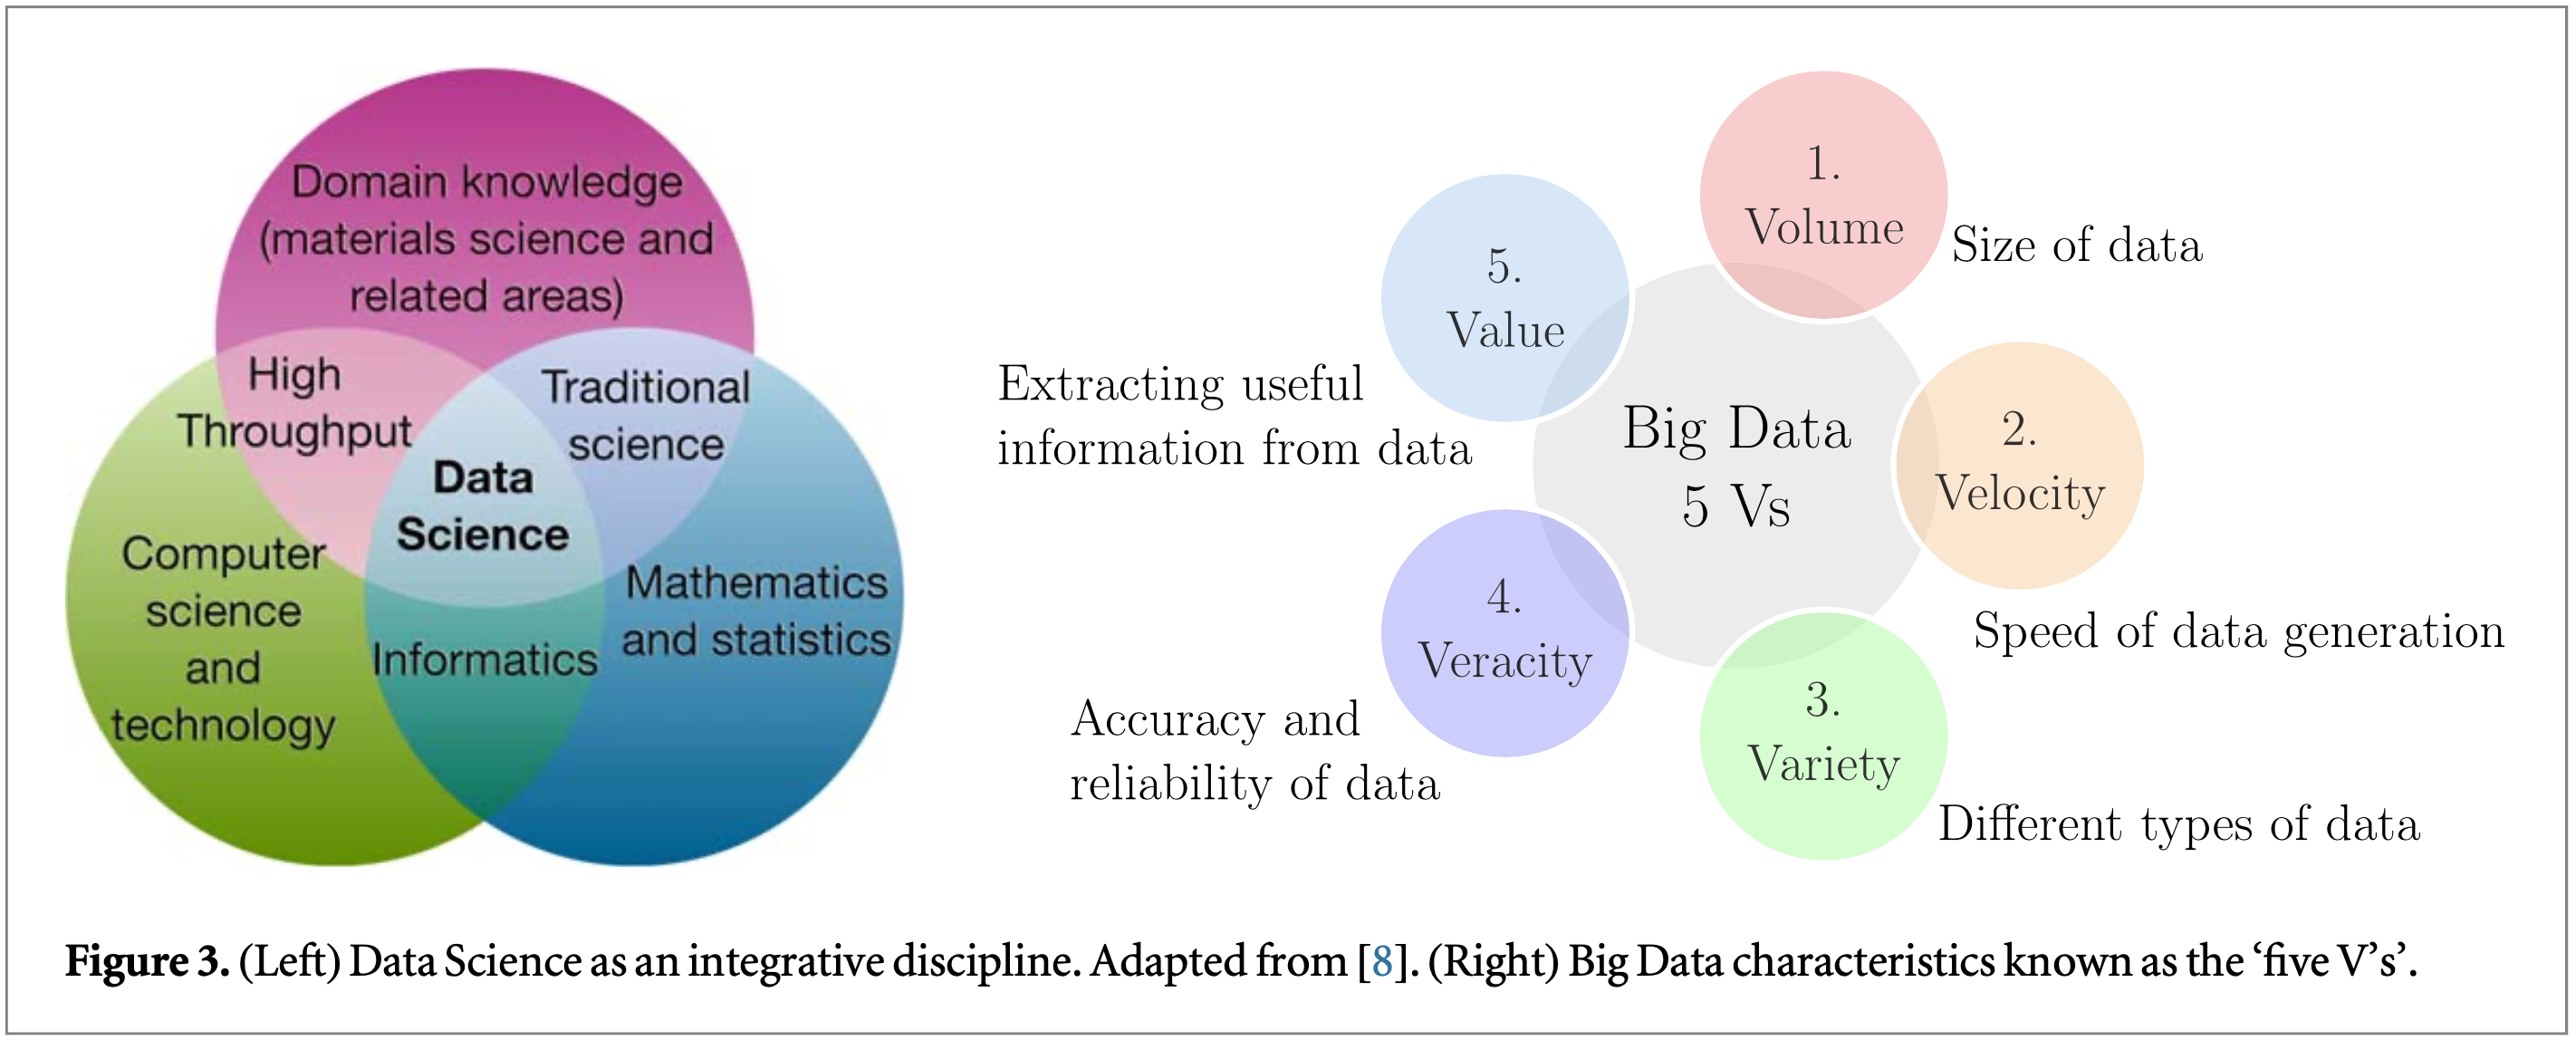 Domain knowledge
(materials science and
related areas)
High
Throughput
Traditional
science
Data
Science
Computer
science
and
technology
Mathematics
and statistics
Informatics
1.
Volume
Size of data
2.
Velocity
Speed of data generation
3.
Variety
Different types of data
4.
Veracity
Accuracy and
reliability of data
5.
Value
Extracting useful
information from data
Big Data
5 Vs
Figure 3. (Left) Data Science as an integrative discipline. Adapted from [8]. (Right) Big Data characteristics known as the ‘five V’s’.